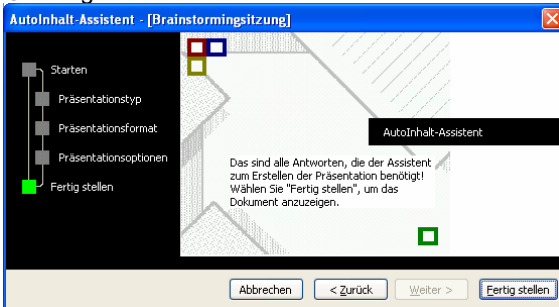 AutoInhalt-Assistent - [Brainstormingsitzung]
Starten
Präsentationstyp
Präsentationsformat
Präsentationsoptionen
Fertig stellen
AutoInhalt-Assistent
Das sind alle Antworten, die der Assistent
zum Erstellen der Präsentation benötigt!
Wählen Sie "Fertig stellen", um das
Dokument anzuzeigen.
Abbrechen
< Zurück
Weiter >
Fertig stellen